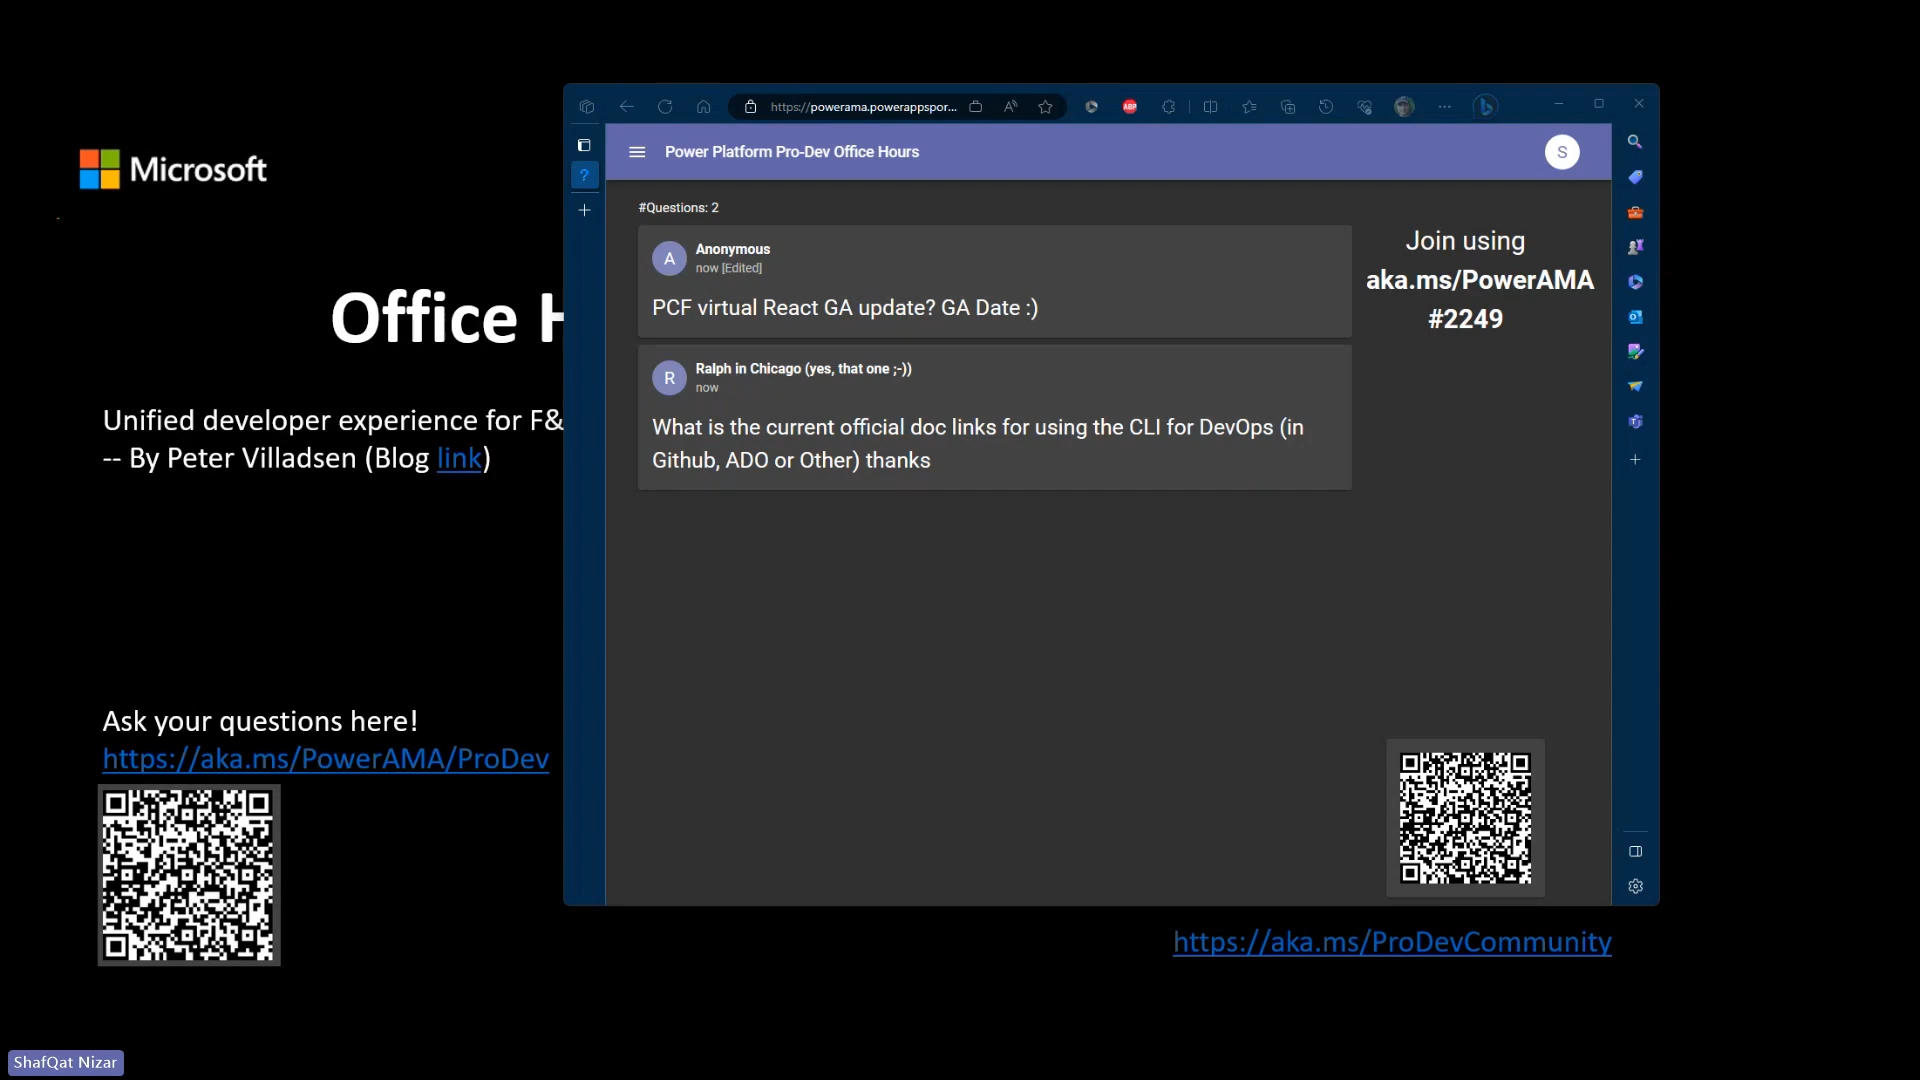 Microsoft
Office H
Unified developer experience for F&
-- By Peter Villadsen (Blog link)
Ask your questions here!
https://aka.ms/PowerAMA/ProDev
https://powerama.powerappspor...
ABP
?
Power Platform Pro-Dev Office Hours
S
#Questions: 2
A
Anonymous
now [Edited]
PCF virtual React GA update? GA Date :)
R
Ralph in Chicago (yes, that one ;-))
now
What is the current official doc links for using the CLI for DevOps (in
Github, ADO or Other) thanks
Join using
aka.ms/PowerAMA
#2249
https://aka.ms/ProDevCommunity
ShafQat Nizar